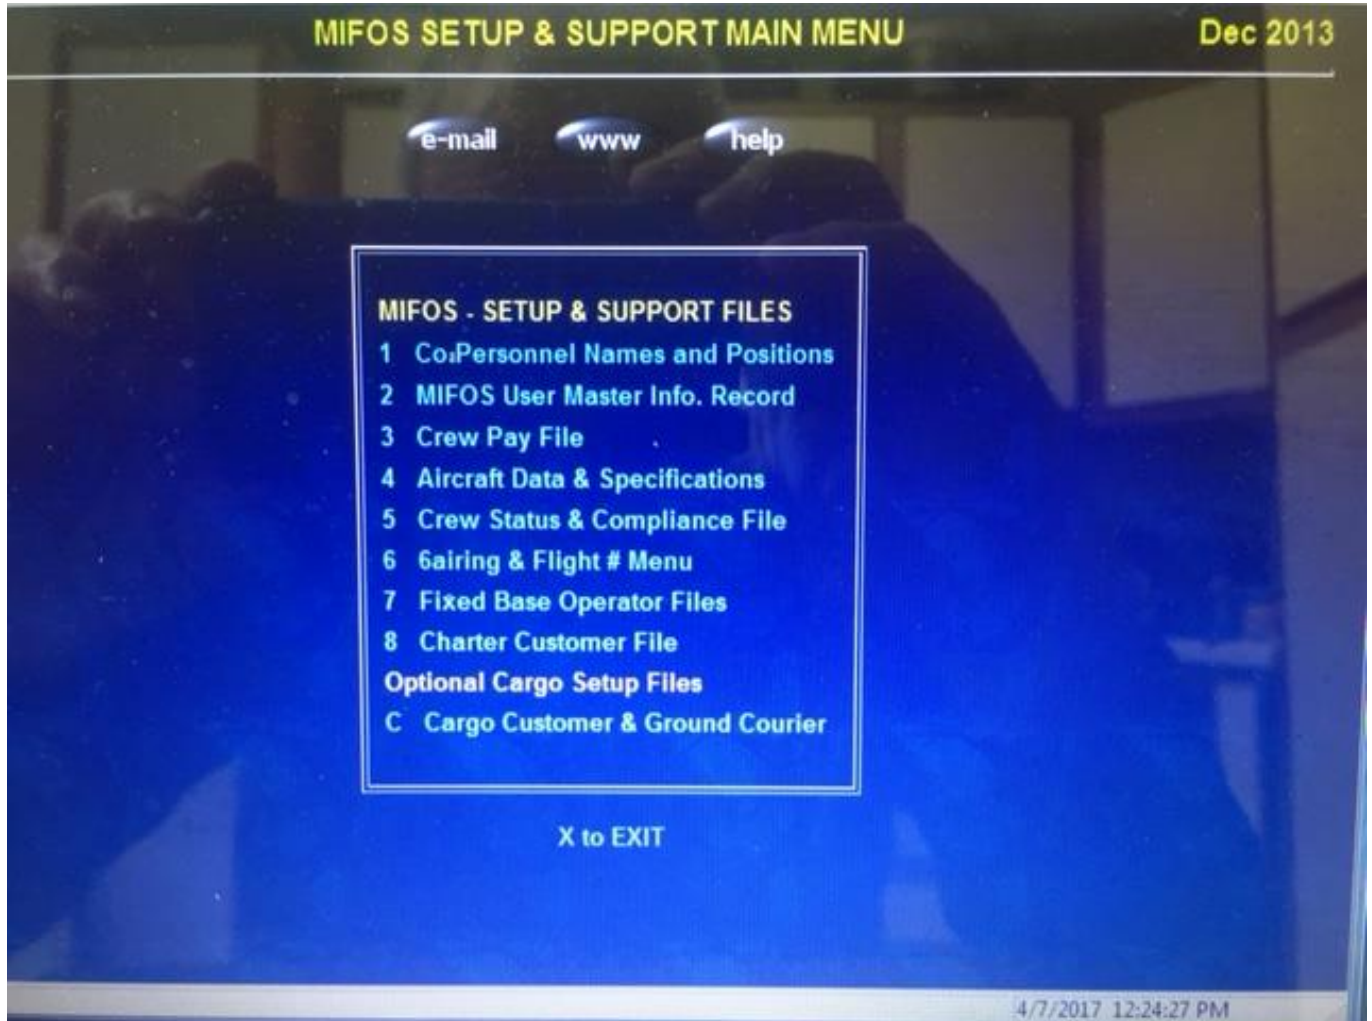 MIFOS SETUP & SUPPORT MAIN MENU Dec 2013
e-mail www help
MIFOS - SETUP & SUPPORT FILES
1 Co.Personnel Names and Positions
2 MIFOS User Master Info. Record
3 Crew Pay File
4 Aircraft Data & Specifications
5 Crew Status & Compliance File
6 6airing & Flight # Menu
7 Fixed Base Operator Files
8 Charter Customer File
Optional Cargo Setup Files
C Cargo Customer & Ground Courier
X to EXIT
4/7/2017 12:24:27 PM